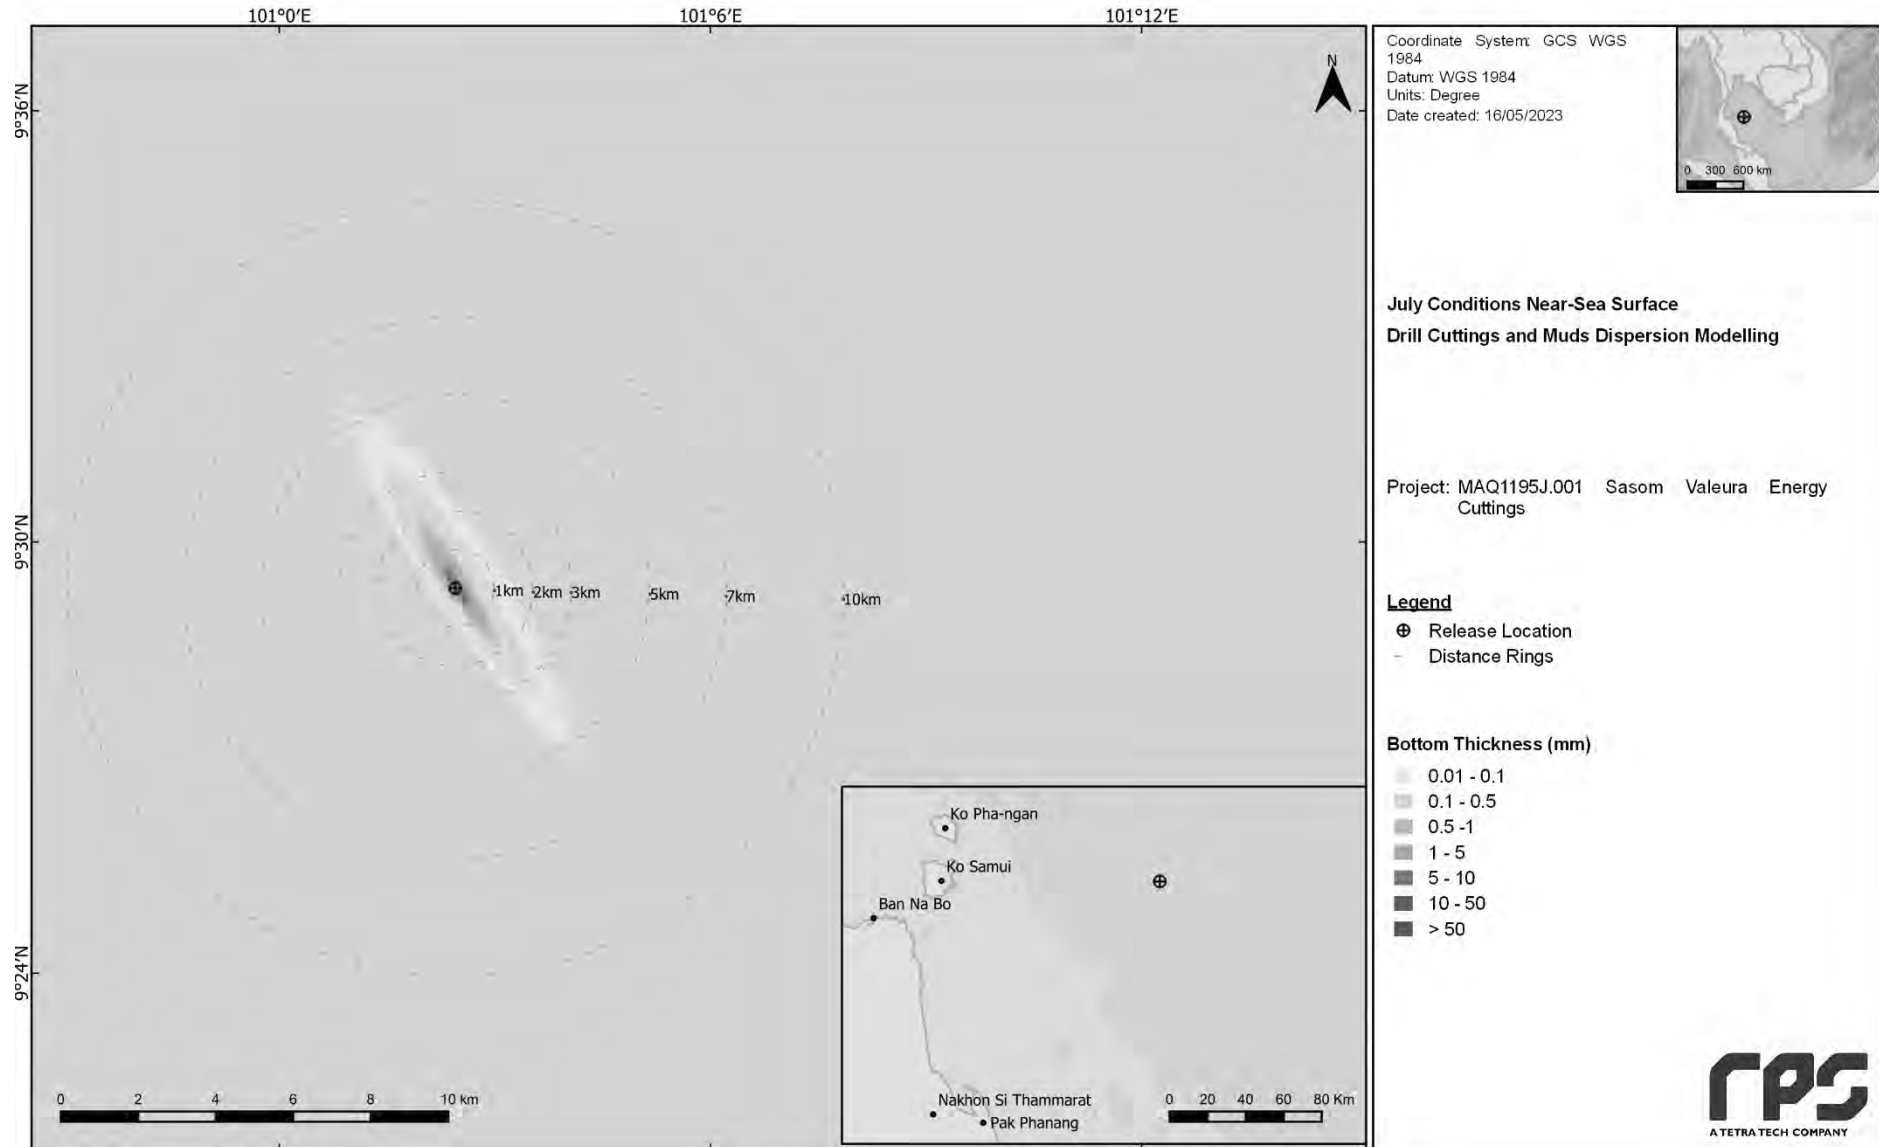 101°0'E
101°6'E
101°12'E
9°36'N
9°30'N
9°24'N
N
1km
2km
3km
5km
7km
10km
0 2 4 6 8 10 km
Ko Pha-ngan
Ko Samui
Ban Na Bo
Nakhon Si Thammarat
Pak Phanang
0 20 40 60 80 Km
Coordinate System: GCS WGS
1984
Datum: WGS 1984
Units: Degree
Date created: 16/05/2023
0 300 600 km
July Conditions Near-Sea Surface
Drill Cuttings and Muds Dispersion Modelling
Project: MAQ1195J.001 Sasom Valeura Energy
Cuttings
Legend
Release Location
Distance Rings
Bottom Thickness (mm)
0.01 - 0.1
0.1 - 0.5
0.5 -1
1 - 5
5 - 10
10 - 50
> 50
rps
A TETRA TECH COMPANY